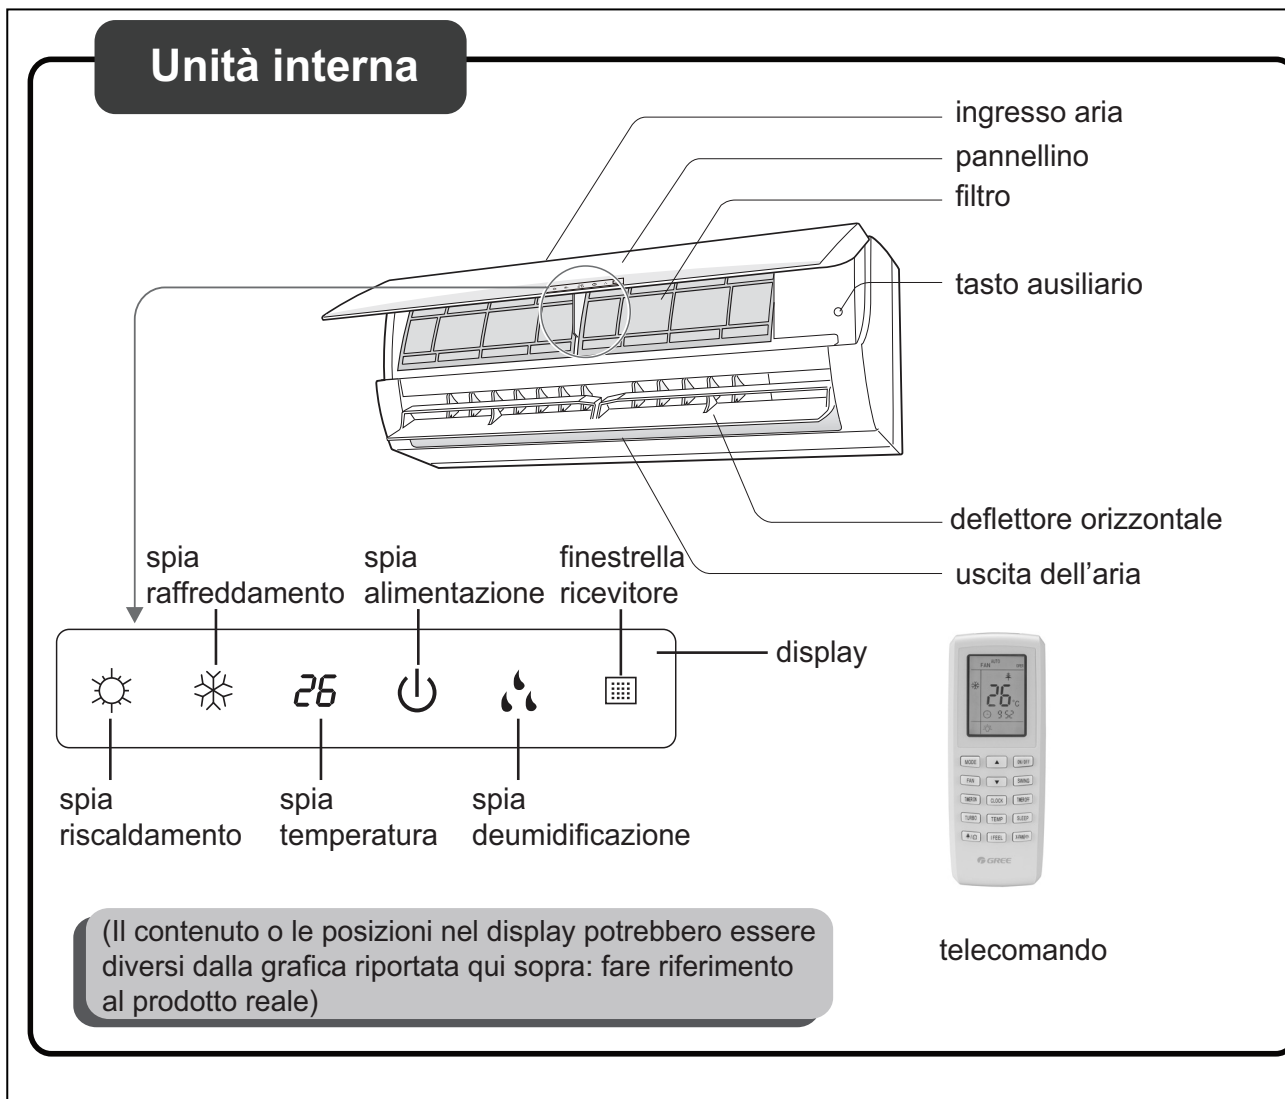 Unità interna
ingresso aria
pannellino
filtro
tasto ausiliario
deflettore orizzontale
uscita dell'aria
spia
raffreddamento
spia
alimentazione
finestrella
ricevitore
display
26
spia
riscaldamento
spia
temperatura
spia
deumidificazione
FAN AUTO
26 °C
MODE ▲ ON/OFF
FAN ▼ SWING
TIMER ON CLOCK TIMER OFF
TURBO TEMP SLEEP
I FEEL
GREE
telecomando
(Il contenuto o le posizioni nel display potrebbero essere
diversi dalla grafica riportata qui sopra: fare riferimento
al prodotto reale)